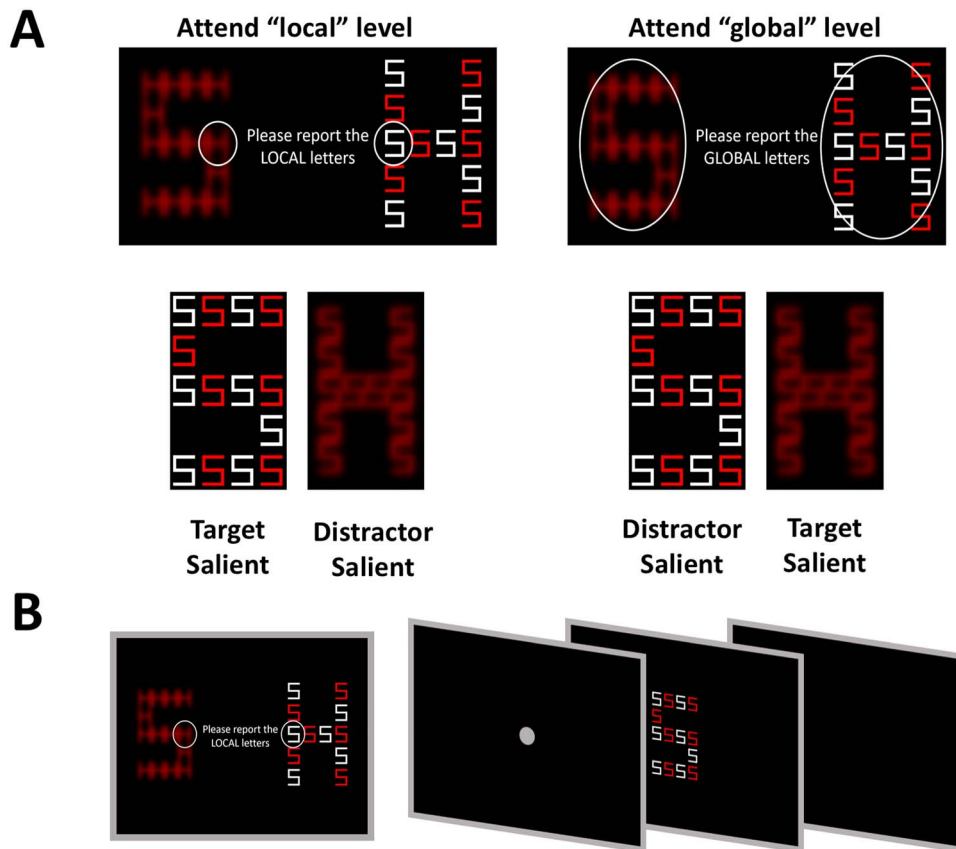 A
Attend “local” level
Attend “global” level
Please report the
LOCAL letters
Please report the
GLOBAL letters
Target
Salient
Distractor
Salient
Distractor
Salient
Target
Salient
B
Please report the
LOCAL letters